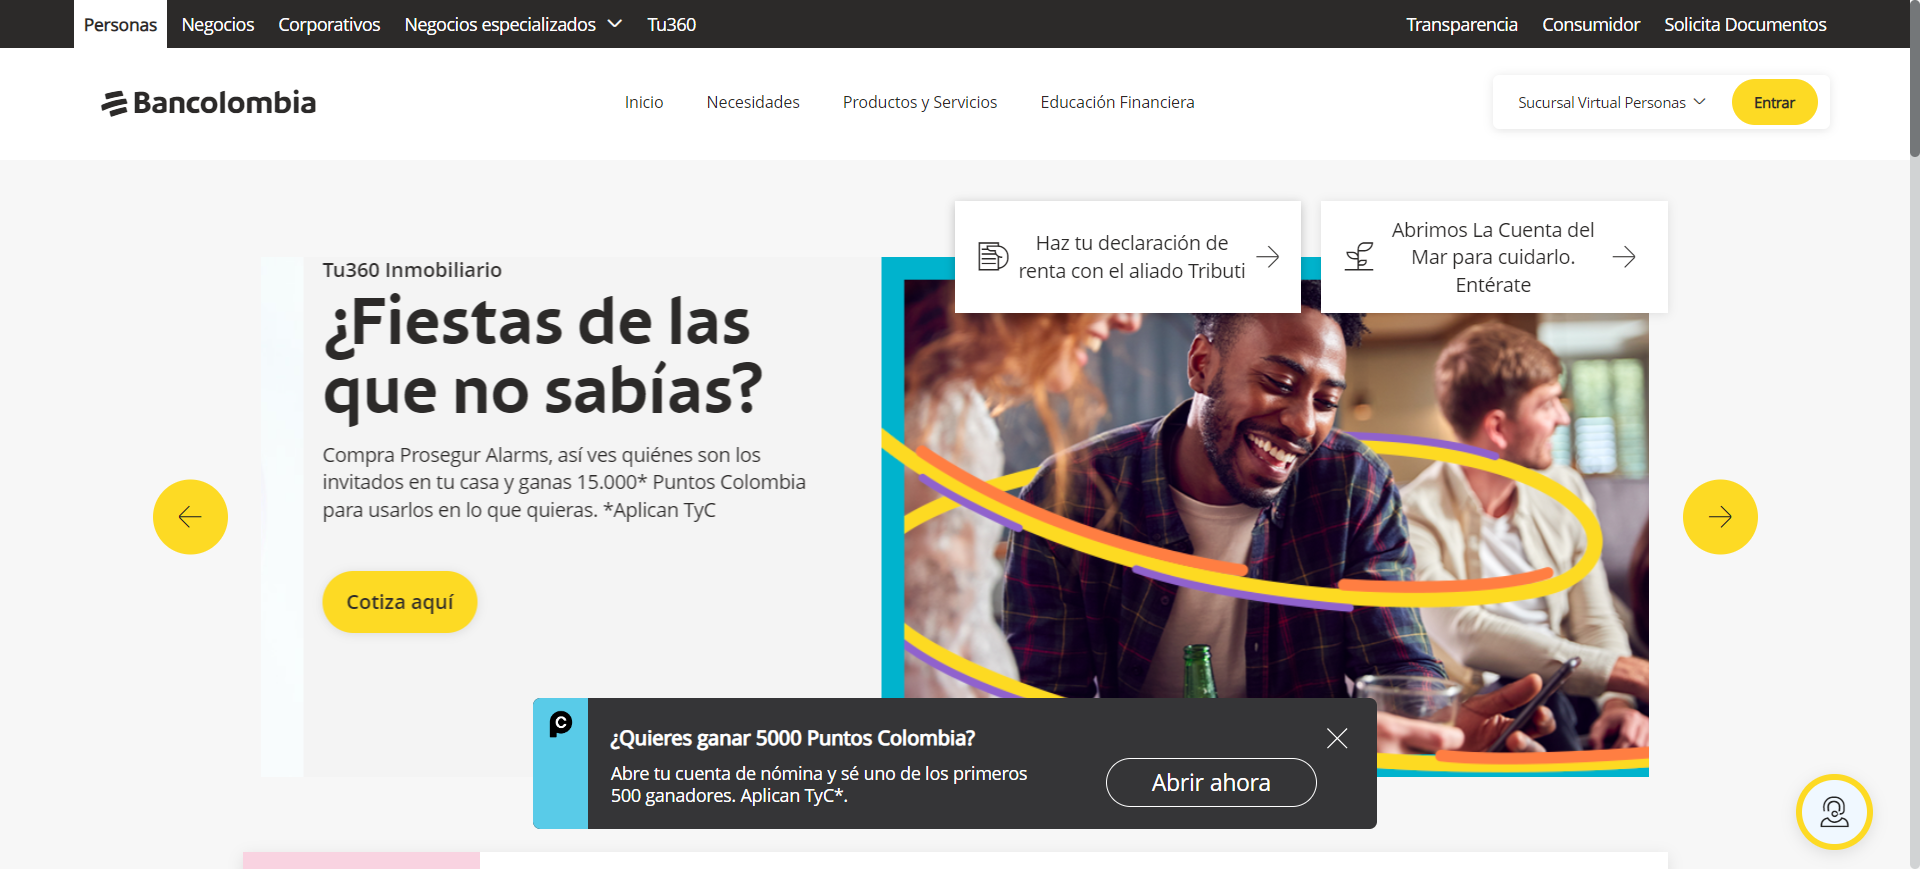 Personas Negocios Corporativos Negocios especializados Tu360 Transparencia Consumidor Solicita Documentos
Bancolombia Inicio Necesidades Productos y Servicios Educación Financiera Sucursal Virtual Personas Entrar
Haz tu declaración de
renta con el aliado Tributi
Abrimos La Cuenta del
Mar para cuidarlo.
Entérate
Tu360 Inmobiliario
¿Fiestas de las
que no sabías?
Compra Prosegur Alarms, así ves quiénes son los
invitados en tu casa y ganas 15.000* Puntos Colombia
para usarlos en lo que quieras. *Aplican TyC
Cotiza aquí
¿Quieres ganar 5000 Puntos Colombia?
Abre tu cuenta de nómina y sé uno de los primeros
500 ganadores. Aplican TyC*.
Abrir ahora